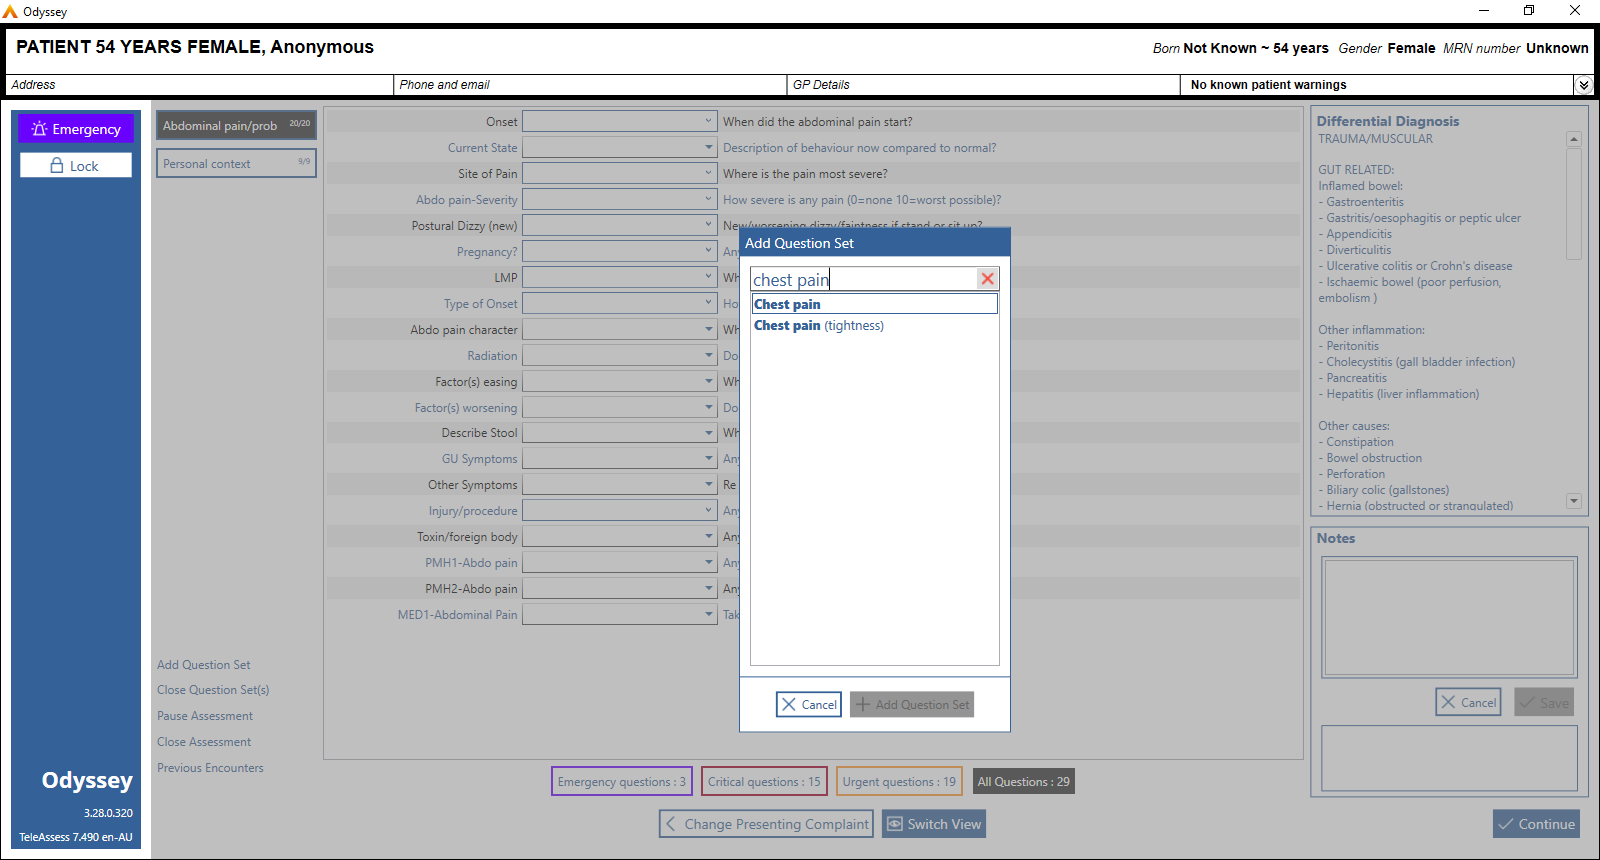 Odyssey
PATIENT 54 YEARS FEMALE, Anonymous
Born Not Known ~ 54 years Gender Female MRN number Unknown
Address
Phone and email
GP Details
No known patient warnings
Emergency
Lock
Abdominal pain/prob 20/20
Personal context 9/9
Onset When did the abdominal pain start?
Current State Description of behaviour now compared to normal?
Site of Pain Where is the pain most severe?
Abdo pain-Severity How severe is any pain (0=none 10=worst possible)?
Postural Dizzy (new) New/worsening dizzy/faintness if stand or sit up?
Pregnancy? Any
LMP Wh
Type of Onset Ho
Abdo pain character Wh
Radiation Do
Factor(s) easing Wh
Factor(s) worsening Do
Describe Stool Wh
GU Symptoms Any
Other Symptoms Re
Injury/procedure Any
Toxin/foreign body Any
PMH1-Abdo pain Any
PMH2-Abdo pain Any
MED1-Abdominal Pain Tak
Add Question Set
chest pain
Chest pain
Chest pain (tightness)
Cancel
Add Question Set
Differential Diagnosis
TRAUMA/MUSCULAR
GUT RELATED:
Inflamed bowel:
- Gastroenteritis
- Gastritis/oesophagitis or peptic ulcer
- Appendicitis
- Diverticulitis
- Ulcerative colitis or Crohn's disease
- Ischaemic bowel (poor perfusion,
embolism )
Other inflammation:
- Peritonitis
- Cholecystitis (gall bladder infection)
- Pancreatitis
- Hepatitis (liver inflammation)
Other causes:
- Constipation
- Bowel obstruction
- Perforation
- Biliary colic (gallstones)
- Hernia (obstructed or strangulated)
Notes
Cancel
Save
Add Question Set
Close Question Set(s)
Pause Assessment
Close Assessment
Previous Encounters
Odyssey
3.28.0.320
TeleAssess 7.490 en-AU
Emergency questions : 3
Critical questions : 15
Urgent questions : 19
All Questions : 29
Change Presenting Complaint
Switch View
Continue